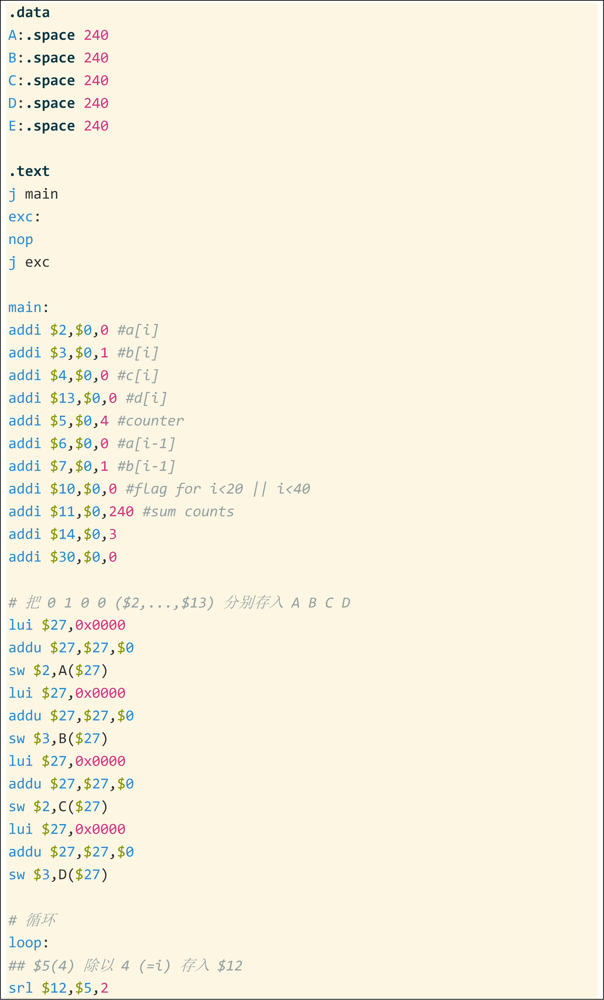 .data
A:.space 240
B:.space 240
C:.space 240
D:.space 240
E:.space 240
.text
j main
exc:
nop
j exc
main:
addi $2,$0,0 #a[i]
addi $3,$0,1 #b[i]
addi $4,$0,0 #c[i]
addi $13,$0,0 #d[i]
addi $5,$0,4 #counter
addi $6,$0,0 #a[i-1]
addi $7,$0,1 #b[i-1]
addi $10,$0,0 #flag for i<20 || i<40
addi $11,$0,240 #sum counts
addi $14,$0,3
addi $30,$0,0
# 把 0 1 0 0 ($2,...,$13) 分别存入 A B C D
lui $27,0x0000
addu $27,$27,$0
sw $2,A($27)
lui $27,0x0000
addu $27,$27,$0
sw $3,B($27)
lui $27,0x0000
addu $27,$27,$0
sw $2,C($27)
lui $27,0x0000
addu $27,$27,$0
sw $3,D($27)
# 循环
loop:
## $5(4) 除以 4 (=i) 存入 $12
srl $12,$5,2